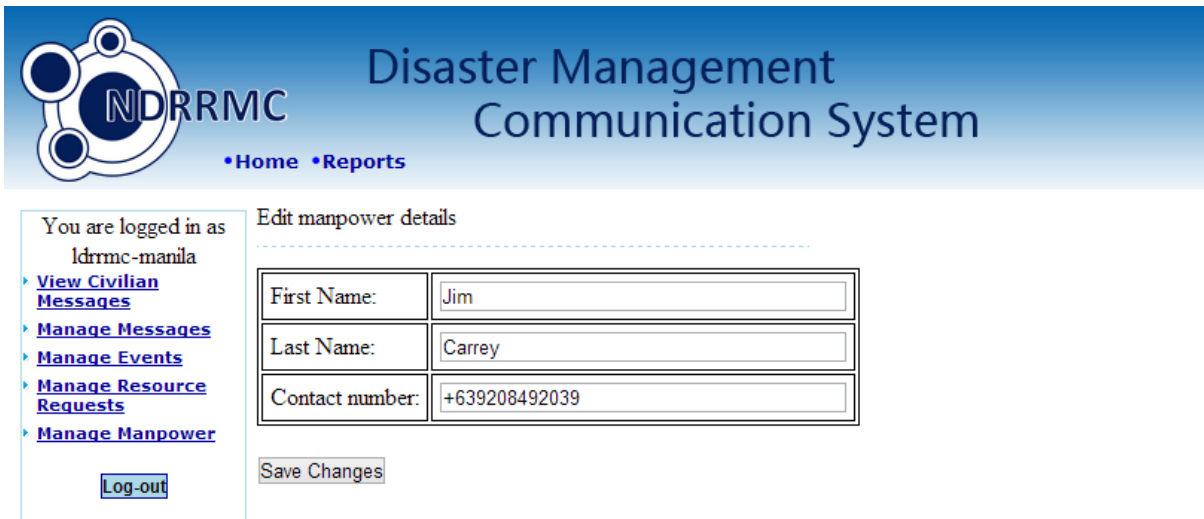 NDRRMC
Disaster Management
Communication System
•Home •Reports
You are logged in as
ldrrmc-manila
View Civilian
Messages
Manage Messages
Manage Events
Manage Resource
Requests
Manage Manpower
Log-out
Edit manpower details
First Name: Jim
Last Name: Carrey
Contact number: +639208492039
Save Changes